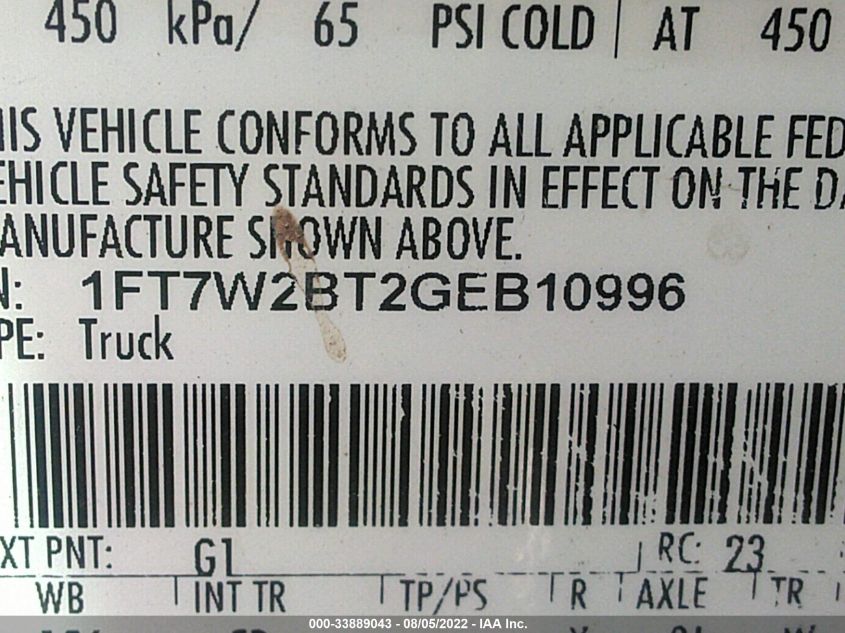 450 kPa/ 65 PSI COLD | AT 450
HIS VEHICLE CONFORMS TO ALL APPLICABLE FED
EHICLE SAFETY STANDARDS IN EFFECT ON THE DA
ANUFACTURE SHOWN ABOVE.
N: 1FT7W2BT2GEB10996
PE: Truck
XT PNT: G1 RC: 23
WB INT TR TP/PS R AXLE TR
000-33889043 - 08/05/2022 - IAA Inc.